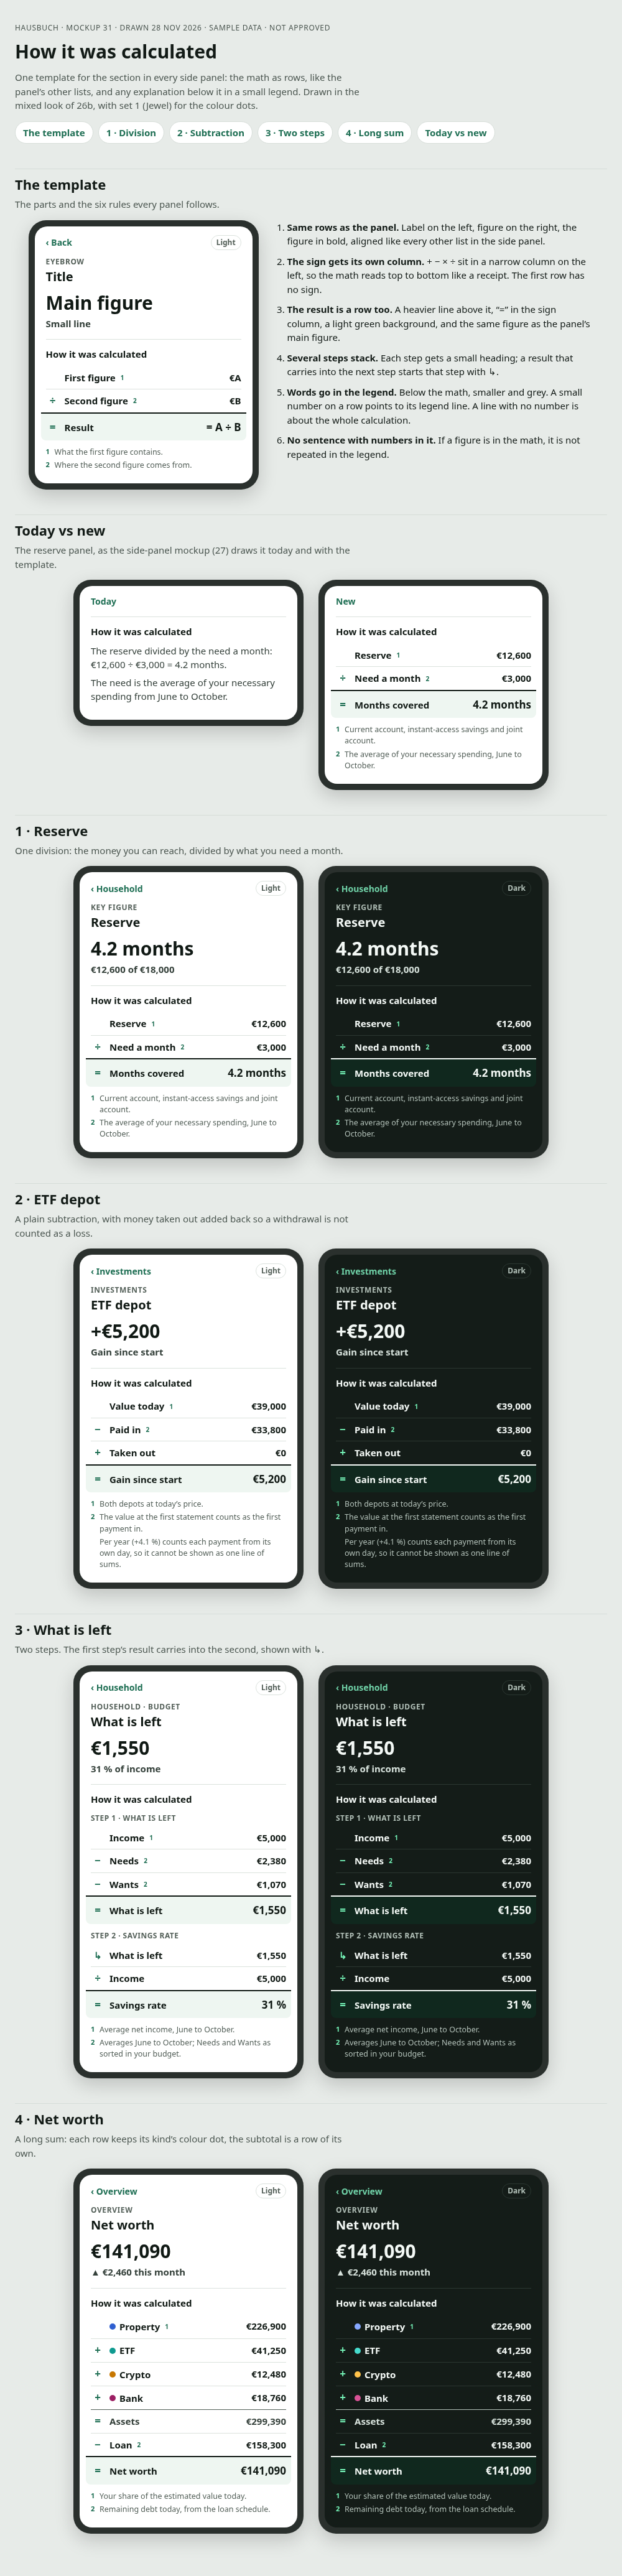 HAUSBUCH · MOCKUP 31 · DRAWN 28 NOV 2026 · SAMPLE DATA · NOT APPROVED
How it was calculated
One template for the section in every side panel: the math as rows, like the
panel's other lists, and any explanation below it in a small legend. Drawn in the
mixed look of 26b, with set 1 (Jewel) for the colour dots.
The template
1 · Division
2 · Subtraction
3 · Two steps
4 · Long sum
Today vs new
The template
The parts and the six rules every panel follows.
‹ Back
Light
EYEBROW
Title
Main figure
Small line
How it was calculated
First figure 1 €A
÷ Second figure 2 €B
= Result = A ÷ B
1 What the first figure contains.
2 Where the second figure comes from.
1. Same rows as the panel. Label on the left, figure on the right, the
figure in bold, aligned like every other list in the side panel.
2. The sign gets its own column. + − × ÷ sit in a narrow column on the
left, so the math reads top to bottom like a receipt. The first row has
no sign.
3. The result is a row too. A heavier line above it, "=" in the sign
column, a light green background, and the same figure as the panel's
main figure.
4. Several steps stack. Each step gets a small heading; a result that
carries into the next step starts that step with ↳.
5. Words go in the legend. Below the math, smaller and grey. A small
number on a row points to its legend line. A line with no number is
about the whole calculation.
6. No sentence with numbers in it. If a figure is in the math, it is not
repeated in the legend.
Today vs new
The reserve panel, as the side-panel mockup (27) draws it today and with the
template.
Today
How it was calculated
The reserve divided by the need a month:
€12,600 ÷ €3,000 = 4.2 months.
The need is the average of your necessary
spending from June to October.
New
How it was calculated
Reserve 1 €12,600
÷ Need a month 2 €3,000
= Months covered 4.2 months
1 Current account, instant-access savings and joint
account.
2 The average of your necessary spending, June to
October.
1 · Reserve
One division: the money you can reach, divided by what you need a month.
‹ Household
Light
KEY FIGURE
Reserve
4.2 months
€12,600 of €18,000
How it was calculated
Reserve 1 €12,600
÷ Need a month 2 €3,000
= Months covered 4.2 months
1 Current account, instant-access savings and joint
account.
2 The average of your necessary spending, June to
October.
‹ Household
Dark
KEY FIGURE
Reserve
4.2 months
€12,600 of €18,000
How it was calculated
Reserve 1 €12,600
÷ Need a month 2 €3,000
= Months covered 4.2 months
1 Current account, instant-access savings and joint
account.
2 The average of your necessary spending, June to
October.
2 · ETF depot
A plain subtraction, with money taken out added back so a withdrawal is not
counted as a loss.
‹ Investments
Light
INVESTMENTS
ETF depot
+€5,200
Gain since start
How it was calculated
Value today 1 €39,000
− Paid in 2 €33,800
+ Taken out €0
= Gain since start €5,200
1 Both depots at today's price.
2 The value at the first statement counts as the first
payment in.
Per year (+4.1 %) counts each payment from its
own day, so it cannot be shown as one line of
sums.
‹ Investments
Dark
INVESTMENTS
ETF depot
+€5,200
Gain since start
How it was calculated
Value today 1 €39,000
− Paid in 2 €33,800
+ Taken out €0
= Gain since start €5,200
1 Both depots at today's price.
2 The value at the first statement counts as the first
payment in.
Per year (+4.1 %) counts each payment from its
own day, so it cannot be shown as one line of
sums.
3 · What is left
Two steps. The first step's result carries into the second, shown with ↳.
‹ Household
Light
HOUSEHOLD · BUDGET
What is left
€1,550
31 % of income
How it was calculated
STEP 1 · WHAT IS LEFT
Income 1 €5,000
− Needs 2 €2,380
− Wants 2 €1,070
= What is left €1,550
STEP 2 · SAVINGS RATE
↳ What is left €1,550
÷ Income €5,000
= Savings rate 31 %
1 Average net income, June to October.
2 Averages June to October; Needs and Wants as
sorted in your budget.
‹ Household
Dark
HOUSEHOLD · BUDGET
What is left
€1,550
31 % of income
How it was calculated
STEP 1 · WHAT IS LEFT
Income 1 €5,000
− Needs 2 €2,380
− Wants 2 €1,070
= What is left €1,550
STEP 2 · SAVINGS RATE
↳ What is left €1,550
÷ Income €5,000
= Savings rate 31 %
1 Average net income, June to October.
2 Averages June to October; Needs and Wants as
sorted in your budget.
4 · Net worth
A long sum: each row keeps its kind's colour dot, the subtotal is a row of its
own.
‹ Overview
Light
OVERVIEW
Net worth
€141,090
▲ €2,460 this month
How it was calculated
Property 1 €226,900
+ ETF €41,250
+ Crypto €12,480
+ Bank €18,760
= Assets €299,390
− Loan 2 €158,300
= Net worth €141,090
1 Your share of the estimated value today.
2 Remaining debt today, from the loan schedule.
‹ Overview
Dark
OVERVIEW
Net worth
€141,090
▲ €2,460 this month
How it was calculated
Property 1 €226,900
+ ETF €41,250
+ Crypto €12,480
+ Bank €18,760
= Assets €299,390
− Loan 2 €158,300
= Net worth €141,090
1 Your share of the estimated value today.
2 Remaining debt today, from the loan schedule.